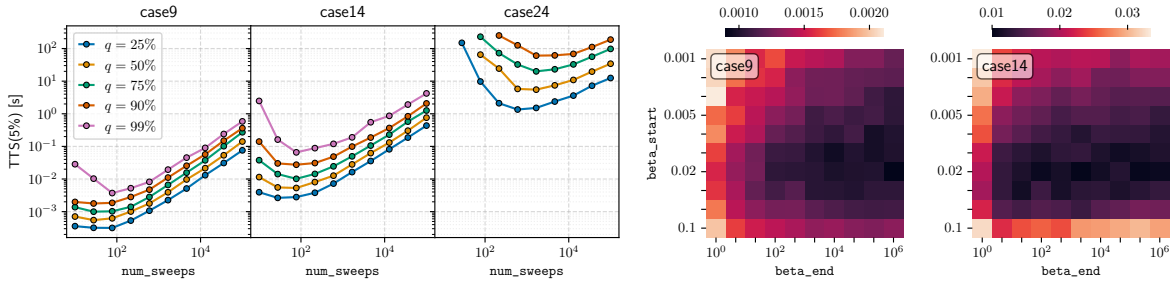 case9 case14 case24
TTS(5%) [s]
10² 10¹ 10⁰ 10⁻¹ 10⁻² 10⁻³
q = 25%
q = 50%
q = 75%
q = 90%
q = 99%
10² 10⁴ 10² 10⁴ 10² 10⁴
num_sweeps num_sweeps num_sweeps
0.0010 0.0015 0.0020
case9
beta_start
0.001
0.005
0.02
0.1
10⁰ 10² 10⁴ 10⁶
beta_end
0.01 0.02 0.03
case14
10⁰ 10² 10⁴ 10⁶
beta_end